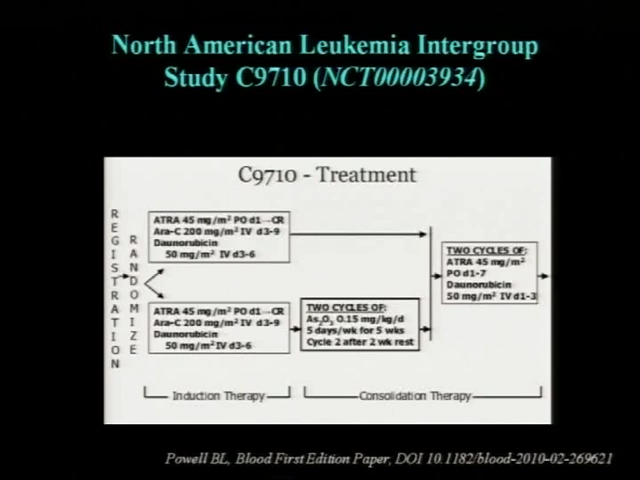 North American Leukemia Intergroup
Study C9710 (NCT00003934)
C9710 - Treatment
REGISTRATION
RANDOMIZE
ATRA 45 mg/m² PO d1→CR
Ara-C 200 mg/m² IV d3-9
Daunorubicin
50 mg/m² IV d3-6
ATRA 45 mg/m² PO d1→CR
Ara-C 200 mg/m² IV d3-9
Daunorubicin
50 mg/m² IV d3-6
TWO CYCLES OF:
As₂O₃ 0.15 mg/kg/d
5 days/wk for 5 wks
Cycle 2 after 2 wk rest
TWO CYCLES OF:
ATRA 45 mg/m²
PO d1-7
Daunorubicin
50 mg/m² IV d1-3
Induction Therapy
Consolidation Therapy
Powell BL, Blood First Edition Paper, DOI 10.1182/blood-2010-02-269621